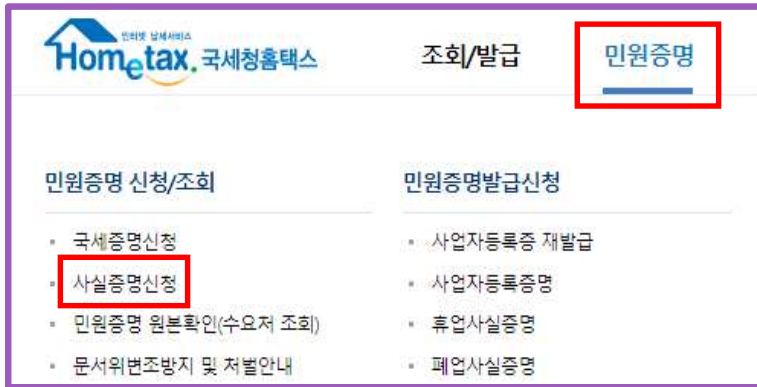 인터넷 납세서비스
Hometax. 국세청홈택스
조회/발급
민원증명
민원증명 신청/조회
국세증명신청
사실증명신청
민원증명 원본확인(수요저 조회)
문서위변조방지 및 처벌안내
민원증명발급신청
사업자등록증 재발급
사업자등록증명
휴업사실증명
폐업사실증명